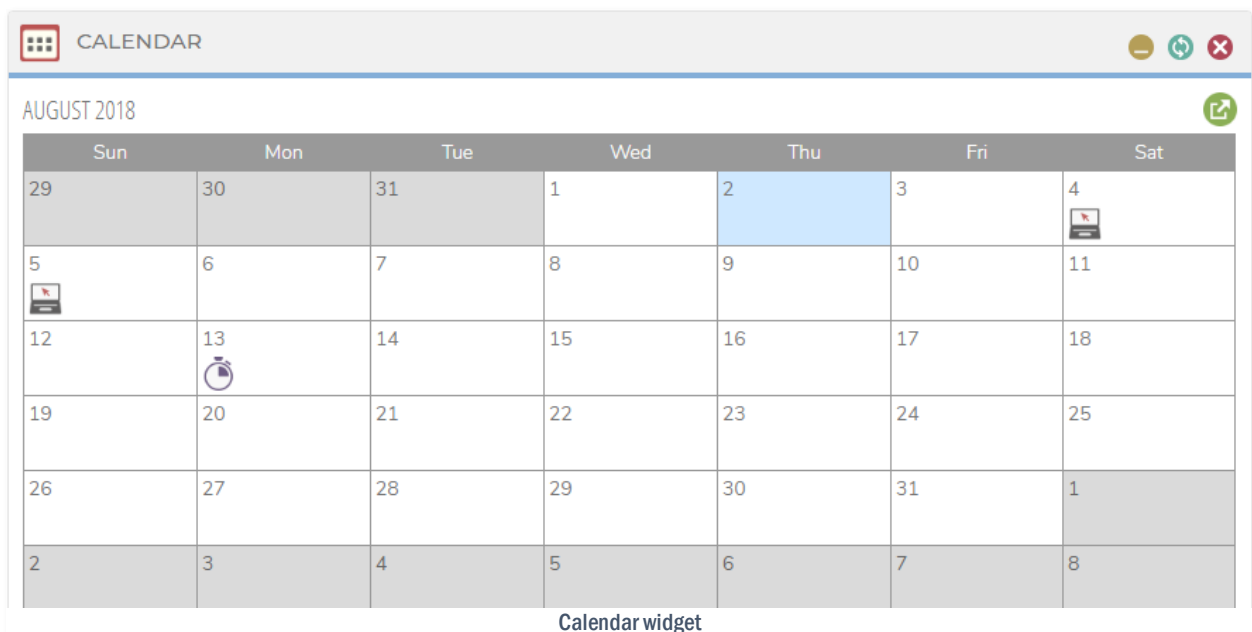 CALENDAR
AUGUST 2018
Sun Mon Tue Wed Thu Fri Sat
29 30 31 1 2 3 4
5 6 7 8 9 10 11
12 13 14 15 16 17 18
19 20 21 22 23 24 25
26 27 28 29 30 31 1
2 3 4 5 6 7 8
Calendar widget